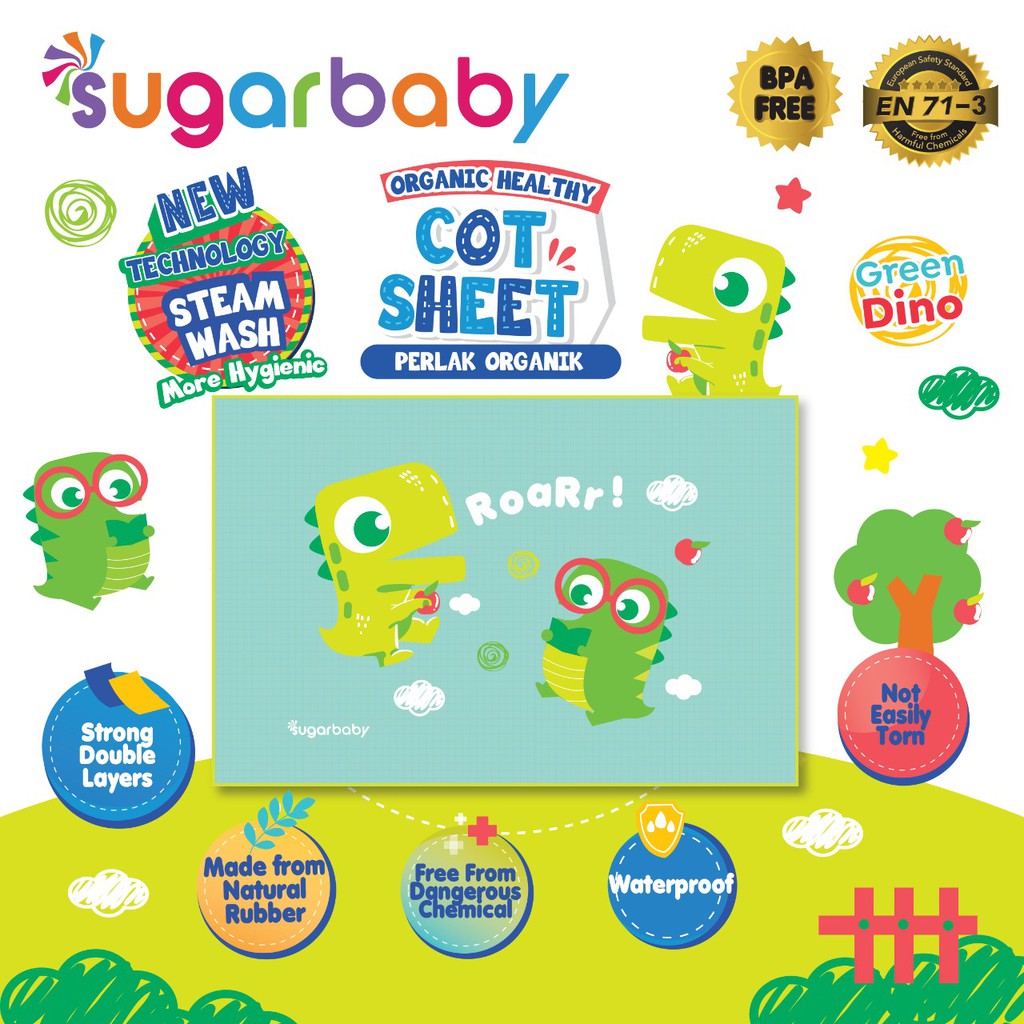 sugarbaby
BPA
FREE
European Safety Standard
EN 71-3
Free from
Harmful Chemicals
NEW
TECHNOLOGY
STEAM
WASH
More Hygienic
ORGANIC HEALTHY
COT
SHEET
PERLAK ORGANIK
Green
Dino
RoaRr!
sugarbaby
Strong
Double
Layers
Not
Easily
Torn
Made from
Natural
Rubber
Free From
Dangerous
Chemical
Waterproof